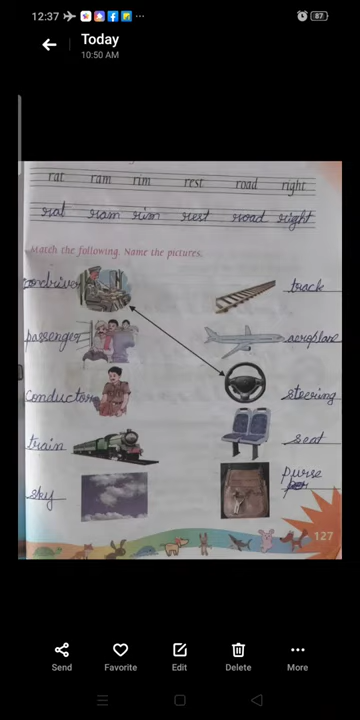 12:37
87
Today
10:50 AM
rat ram rim rest road right
rat ram rim rest road right
Match the following. Name the pictures.
track
passenger aeroplane
conductor steering
train seat
sky purse
127
Send Favorite Edit Delete More